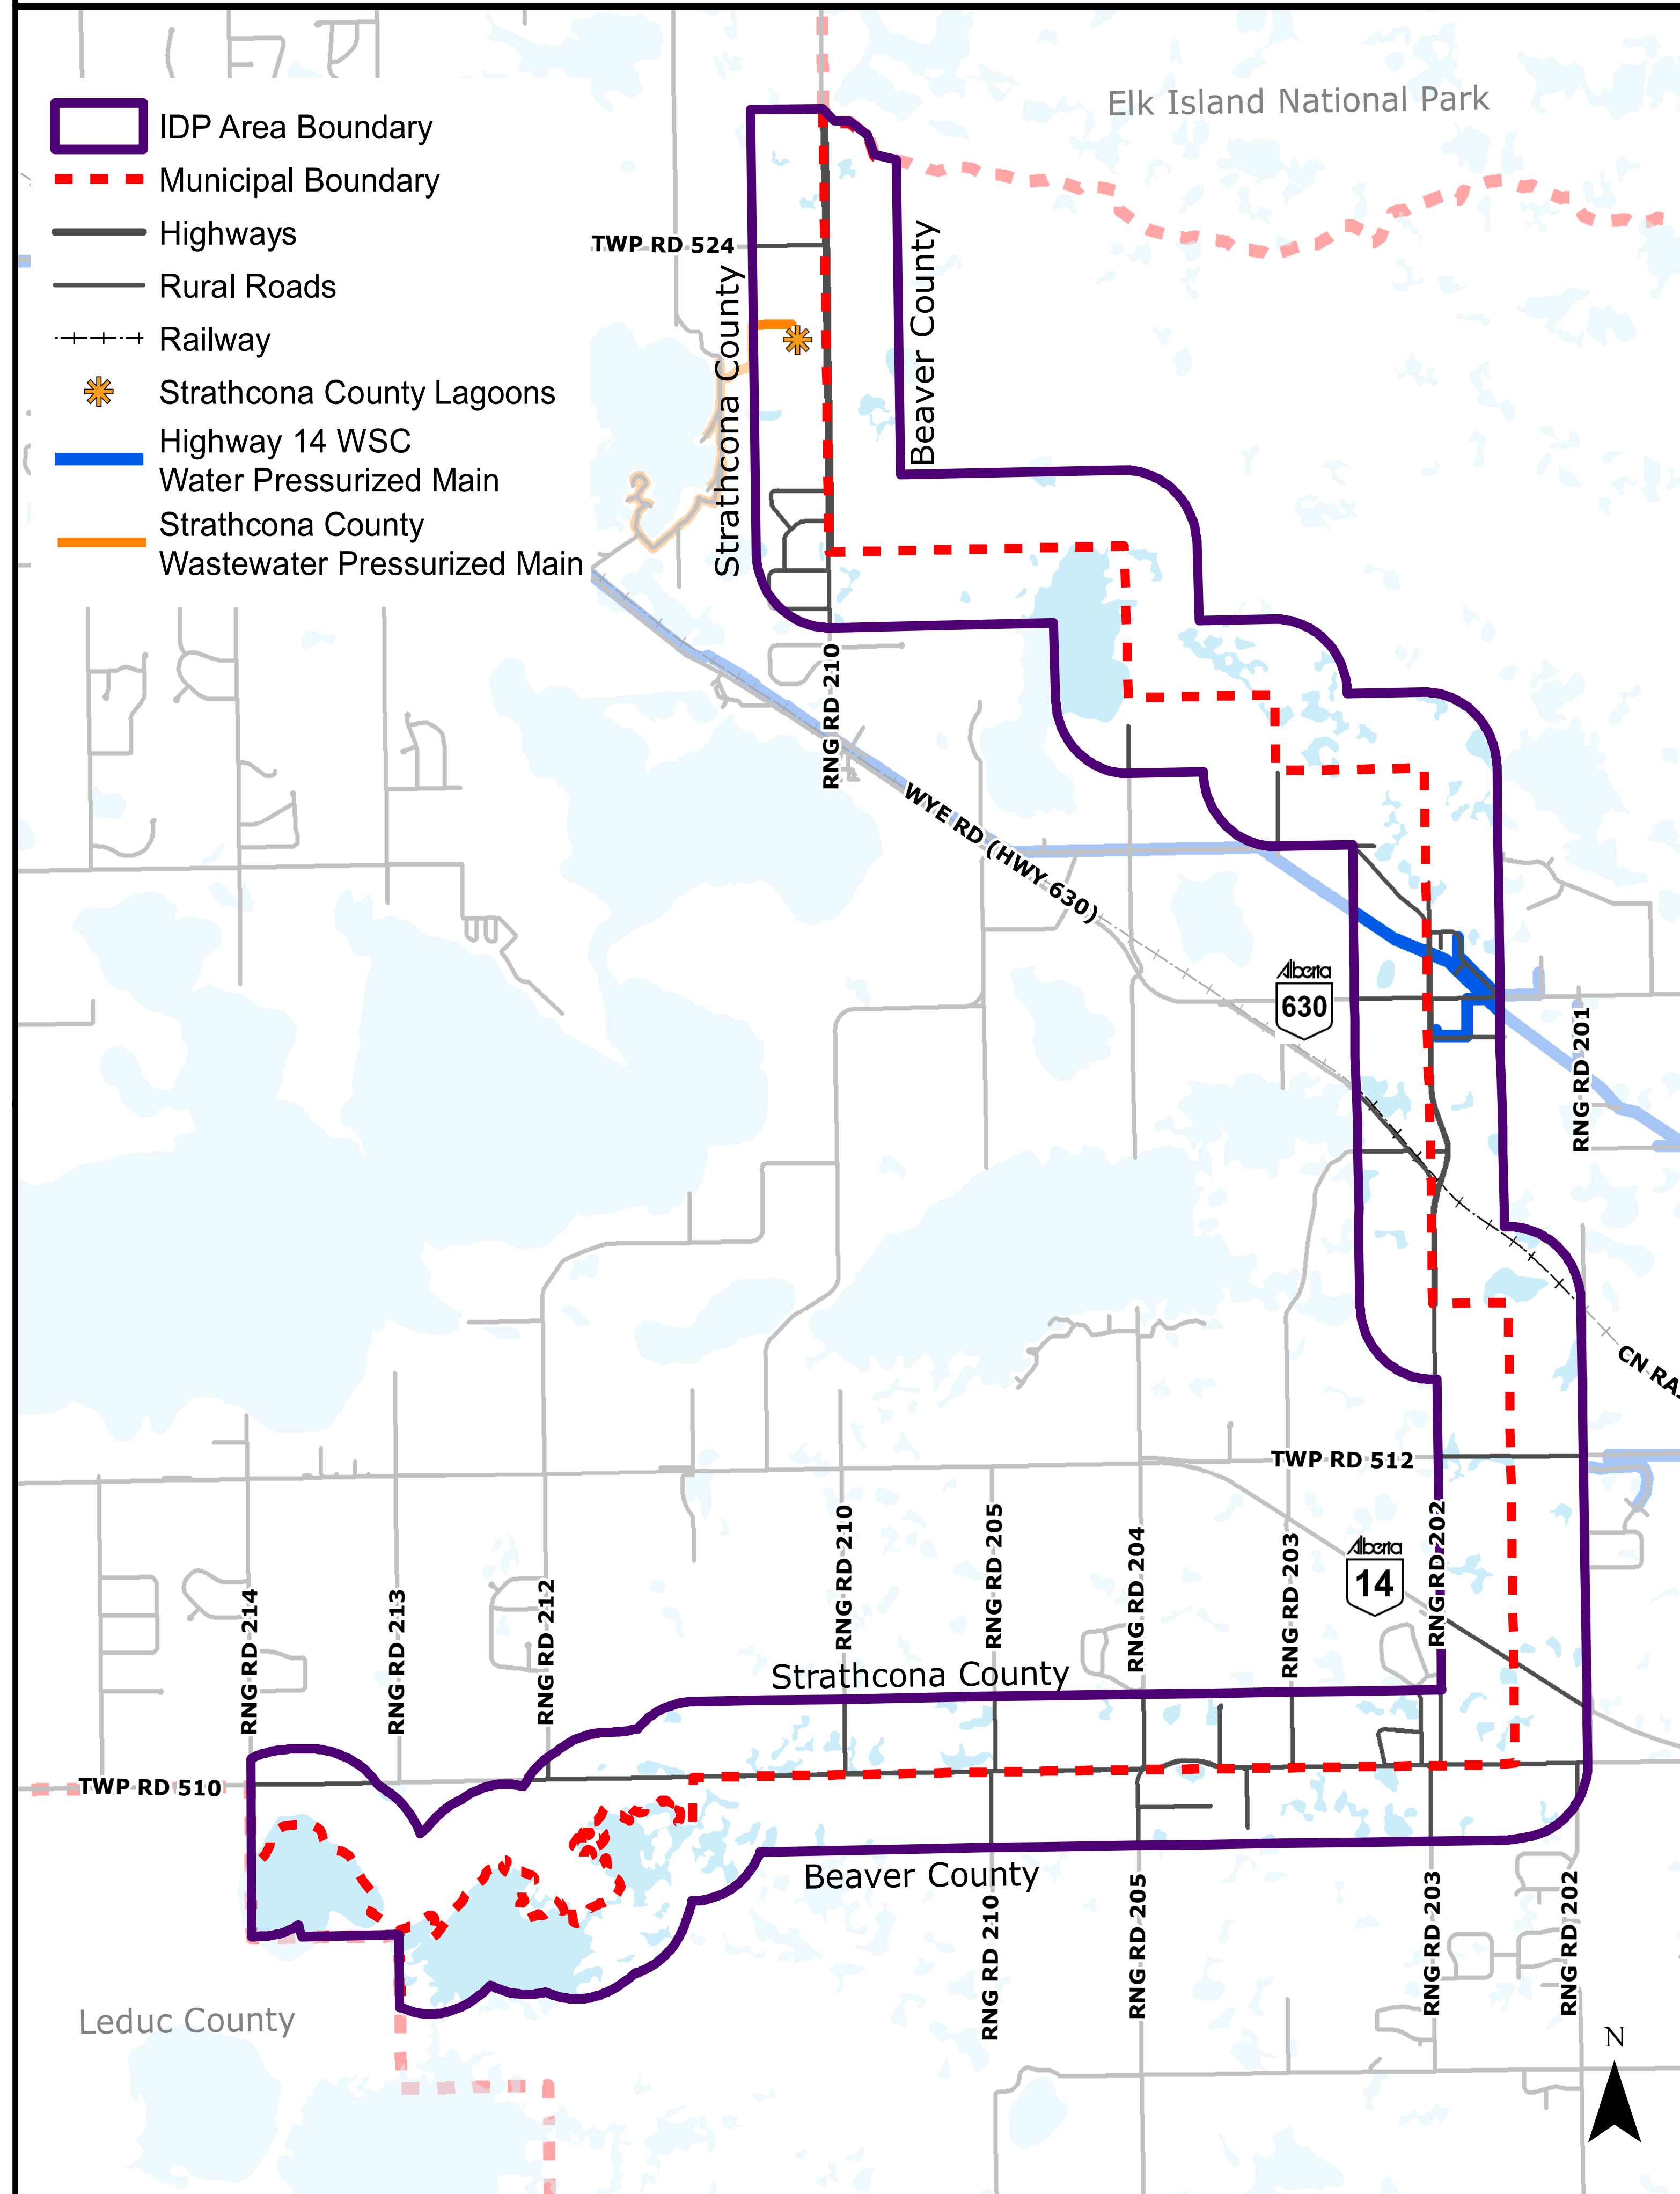 Elk Island National Park
IDP Area Boundary
Municipal Boundary
Highways
Rural Roads
Railway
Strathcona County Lagoons
Highway 14 WSC
Water Pressurized Main
Strathcona County
Wastewater Pressurized Main
TWP RD 524
Strathcona County
Beaver County
RNG RD 210
WYE RD (HWY 630)
Alberta
630
RNG RD 201
CN RA
TWP RD 512
Alberta
14
RNG RD 214
RNG RD 213
RNG RD 212
RNG RD 210
RNG RD 205
RNG RD 204
RNG RD 203
RNG RD 202
Strathcona County
TWP RD 510
Beaver County
RNG RD 210
RNG RD 205
RNG RD 203
RNG RD 202
Leduc County
N